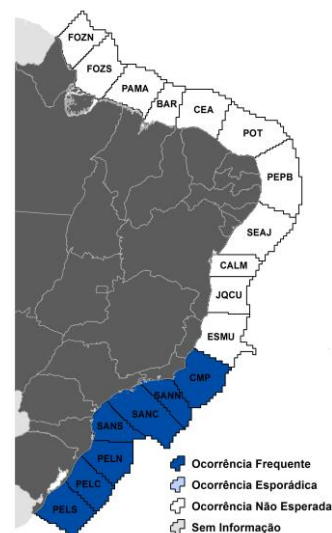 FOZN
FOZS
PAMA
BAR
CEA
POT
PEPB
SEAJ
CALM
JQCU
ESMU
CMP
SANN
SANC
SANS
PELN
PELC
PELS
Ocorrência Frequente
Ocorrência Esporádica
Ocorrência Não Esperada
Sem Informação